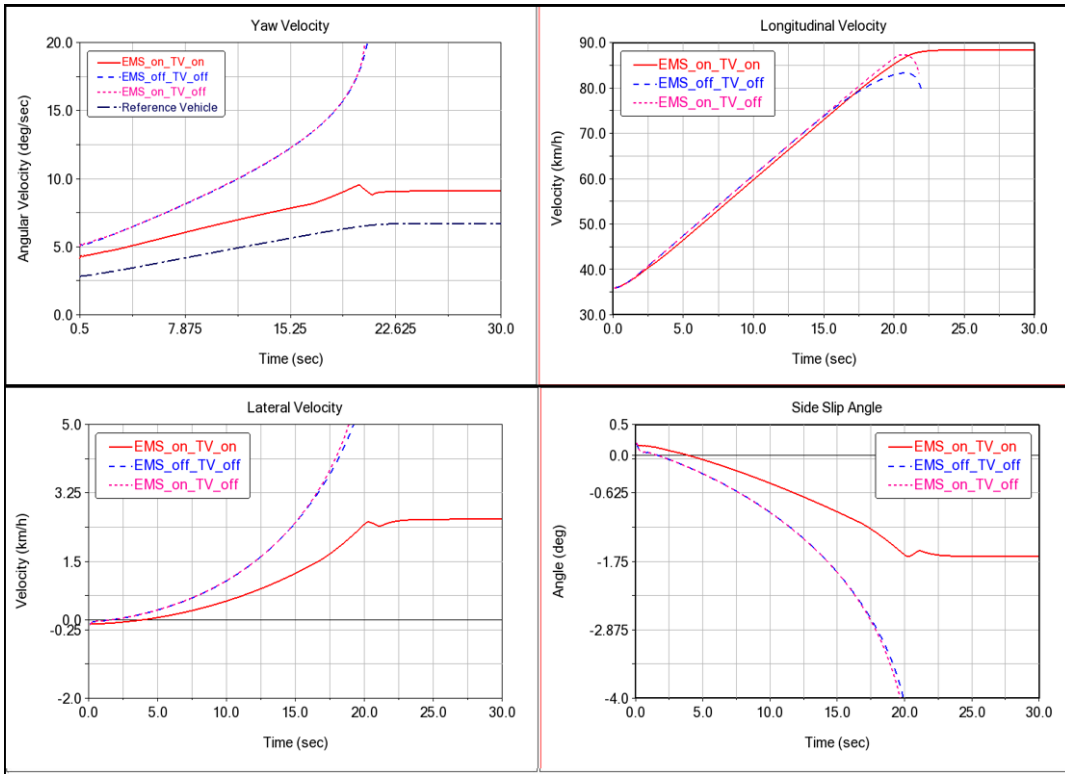 Yaw Velocity
20.0
15.0
10.0
5.0
0.0
Angular Velocity (deg/sec)
EMS_on_TV_on
EMS_off_TV_off
EMS_on_TV_off
Reference Vehicle
0.5 7.875 15.25 22.625 30.0
Time (sec)
Longitudinal Velocity
90.0
80.0
70.0
60.0
50.0
40.0
30.0
Velocity (km/h)
EMS_on_TV_on
EMS_off_TV_off
EMS_on_TV_off
0.0 5.0 10.0 15.0 20.0 25.0 30.0
Time (sec)
Lateral Velocity
5.0
3.25
1.5
0.0
-0.25
-2.0
Velocity (km/h)
EMS_on_TV_on
EMS_off_TV_off
EMS_on_TV_off
0.0 5.0 10.0 15.0 20.0 25.0 30.0
Time (sec)
Side Slip Angle
0.5
0.0
-0.625
-1.75
-2.875
-4.0
Angle (deg)
EMS_on_TV_on
EMS_off_TV_off
EMS_on_TV_off
0.0 5.0 10.0 15.0 20.0 25.0 30.0
Time (sec)